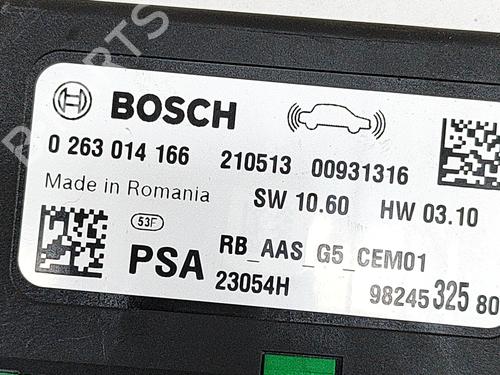 BOSCH
0 263 014 166 210513 00931316
Made in Romania SW 10.60 HW 03.10
53F
PSA RB_AAS_G5_CEM01
23054H 98245 325 80
PARTS